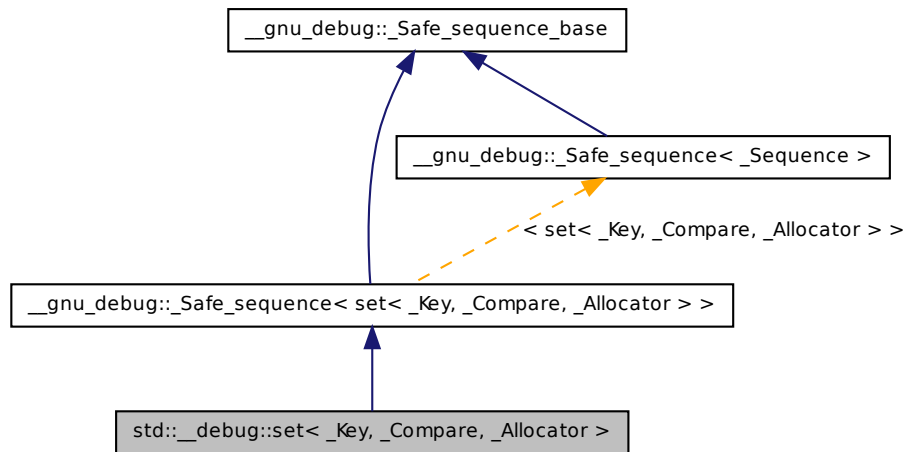 __gnu_debug::_Safe_sequence_base
__gnu_debug::_Safe_sequence< _Sequence >
< set< _Key, _Compare, _Allocator > >
__gnu_debug::_Safe_sequence< set< _Key, _Compare, _Allocator > >
std::__debug::set< _Key, _Compare, _Allocator >